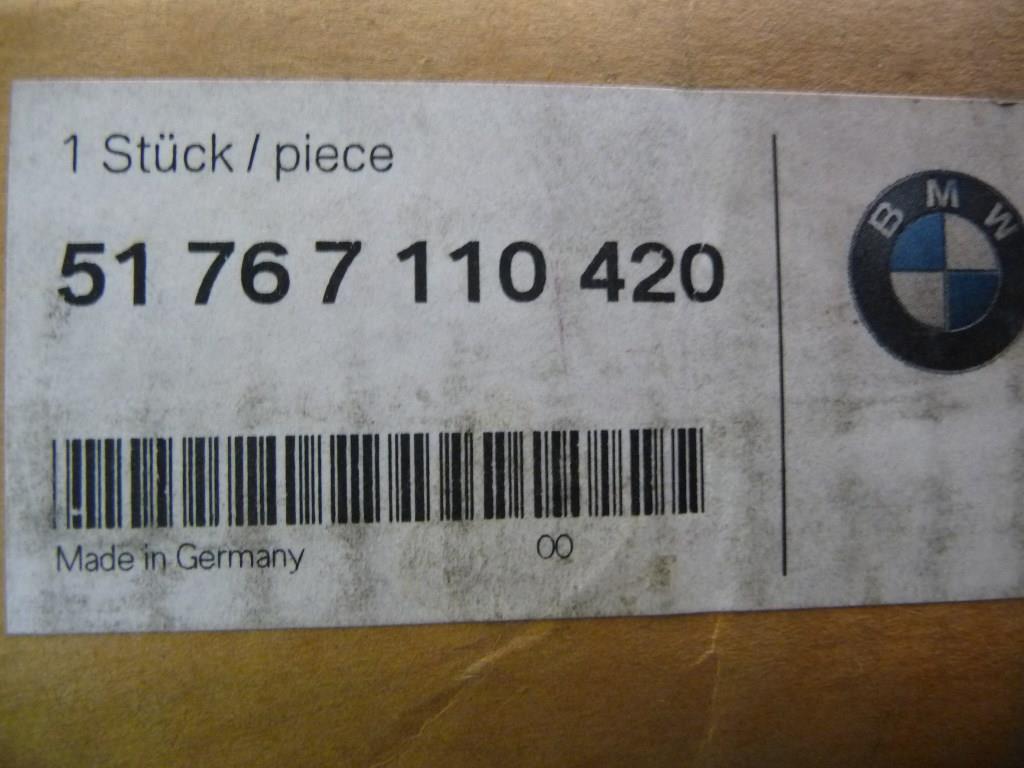 1 Stück / piece
51 76 7 110 420
Made in Germany
00
BMW